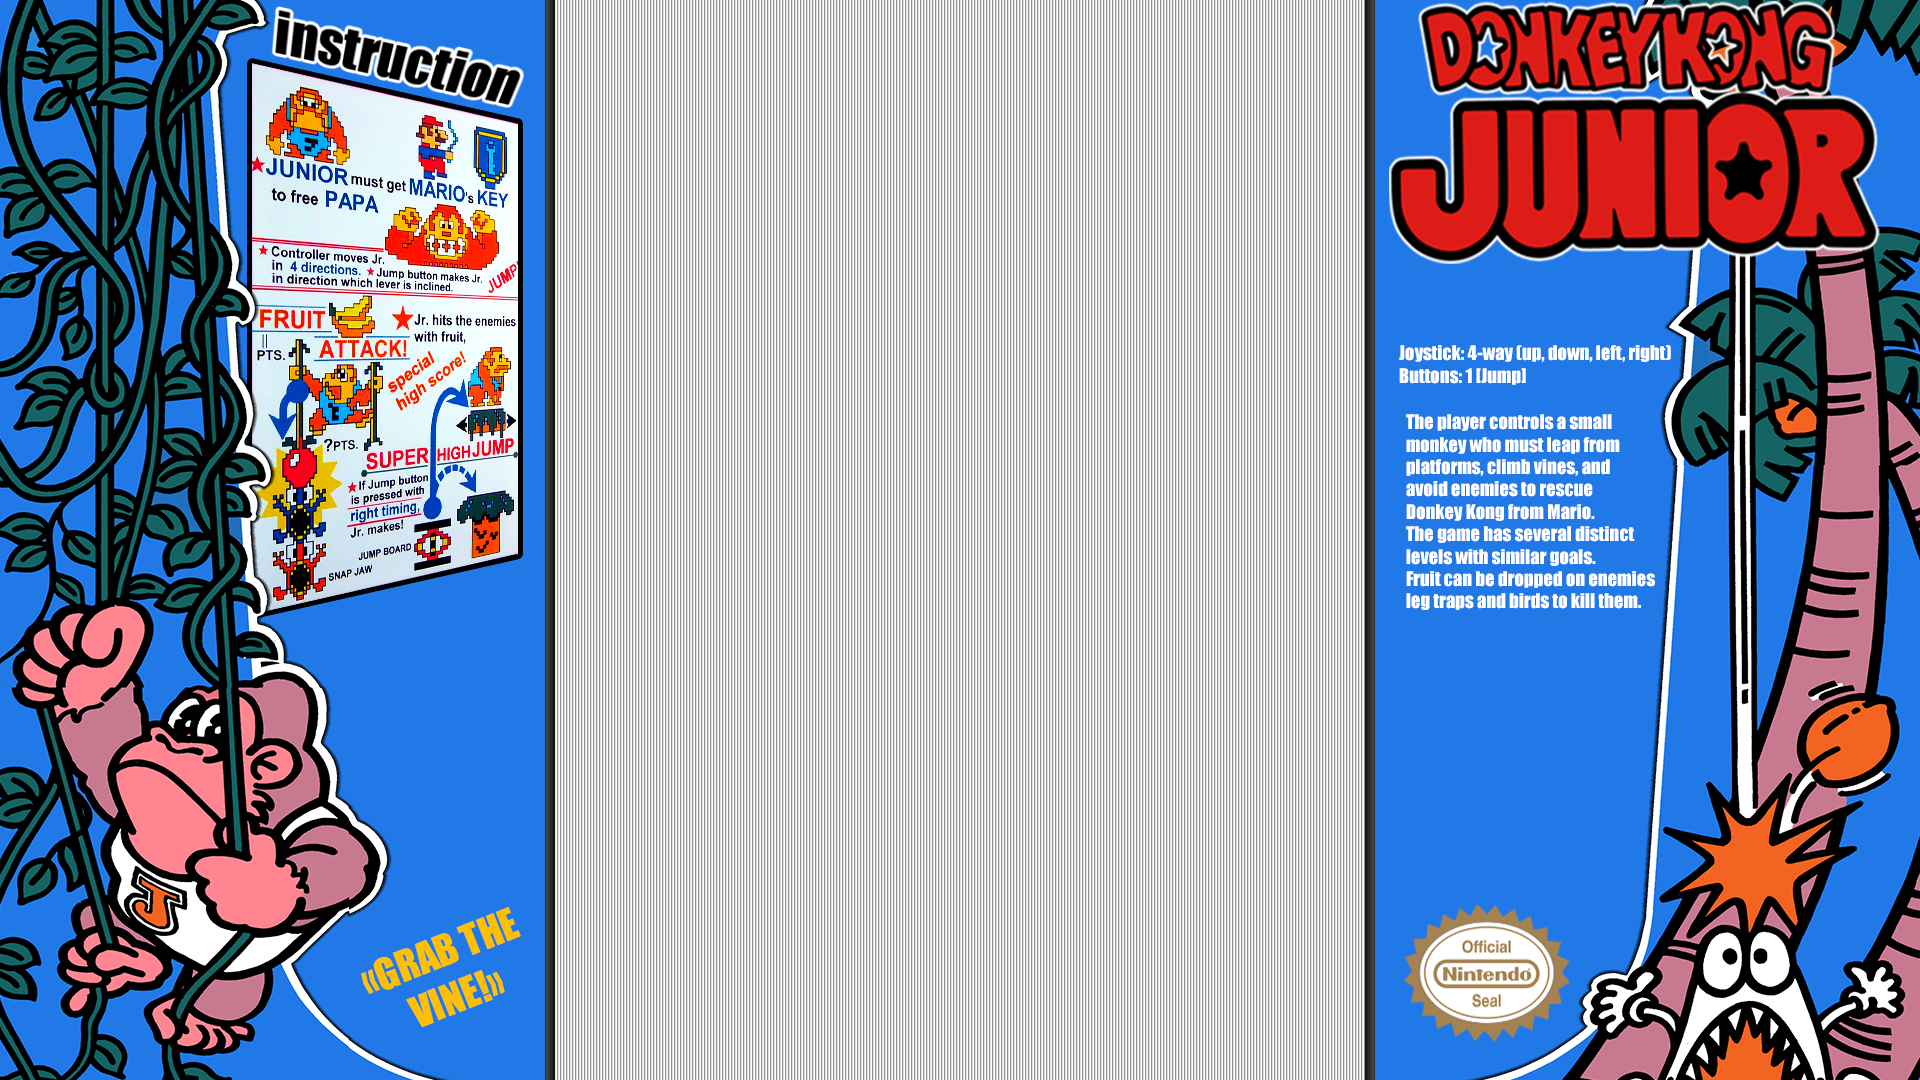 instruction
★JUNIOR must get MARIO's KEY
to free PAPA
★Controller moves Jr.
in 4 directions. ★Jump button makes Jr.
in direction which lever is inclined.
JUMP
FRUIT
ATTACK!
PTS.
★Jr. hits the enemies
with fruit,
special
high score!
?PTS.
SUPER HIGH JUMP
★If Jump button
is pressed with
right timing,
Jr. makes!
JUMP BOARD
SNAP JAW
J
«GRAB THE
VINE!»
DONKEY KONG
JUNIOR
Joystick: 4-way (up, down, left, right)
Buttons: 1 [Jump]
The player controls a small
monkey who must leap from
platforms, climb vines, and
avoid enemies to rescue
Donkey Kong from Mario.
The game has several distinct
levels with similar goals.
Fruit can be dropped on enemies
leg traps and birds to kill them.
Official
Nintendo
Seal